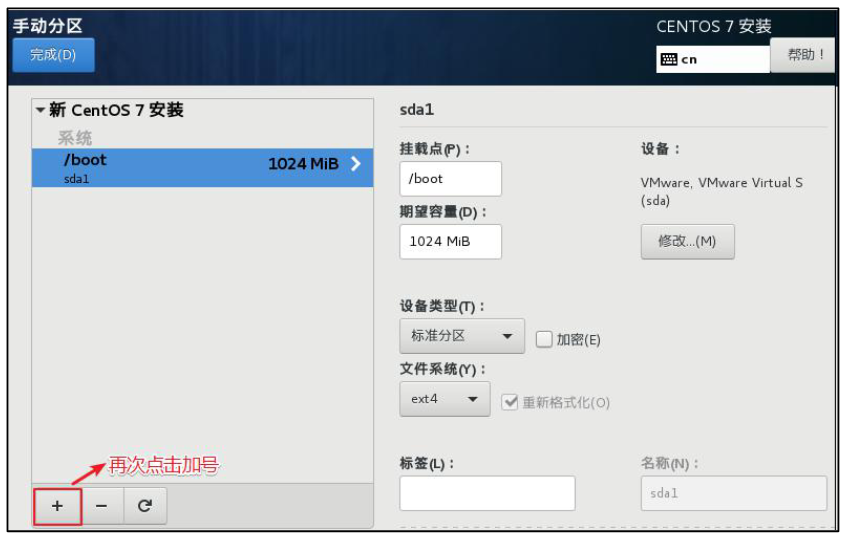 手动分区
CENTOS 7 安装
完成(D)
cn
帮助！
新 CentOS 7 安装
系统
/boot
1024 MiB
sda1
sda1
挂载点(P)：
/boot
期望容量(D)：
1024 MiB
设备：
VMware, VMware Virtual S
(sda)
修改...(M)
设备类型(T)：
标准分区
加密(E)
文件系统(Y)：
ext4
重新格式化(O)
标签(L)：
名称(N)：
sda1
再次点击加号
+ −